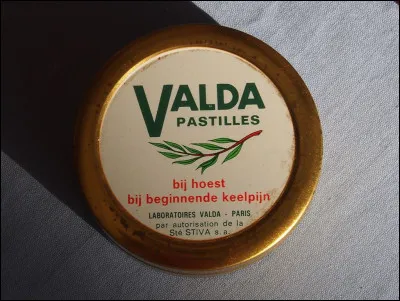 VALDA
PASTILLES
bij hoest
bij beginnende keelpijn
LABORATOIRES VALDA - PARIS
par autorisation de la
Sté STIVA s.a.